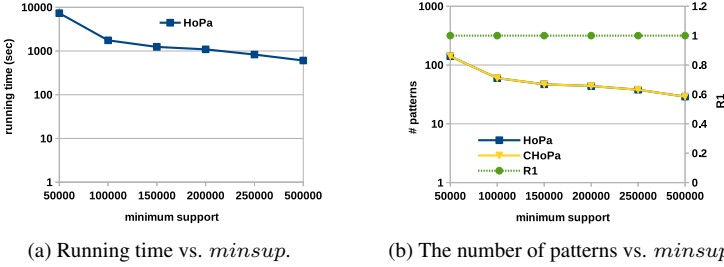 10000
1000
100
10
1
running time (sec)
HoPa
50000 100000 150000 200000 250000 500000
minimum support
(a) Running time vs. minsup.
1000
100
10
1
# patterns
HoPa
CHoPa
R1
1.2
1
0.8
0.6
0.4
0.2
0
R1
50000 100000 150000 200000 250000 500000
minimum support
(b) The number of patterns vs. minsup